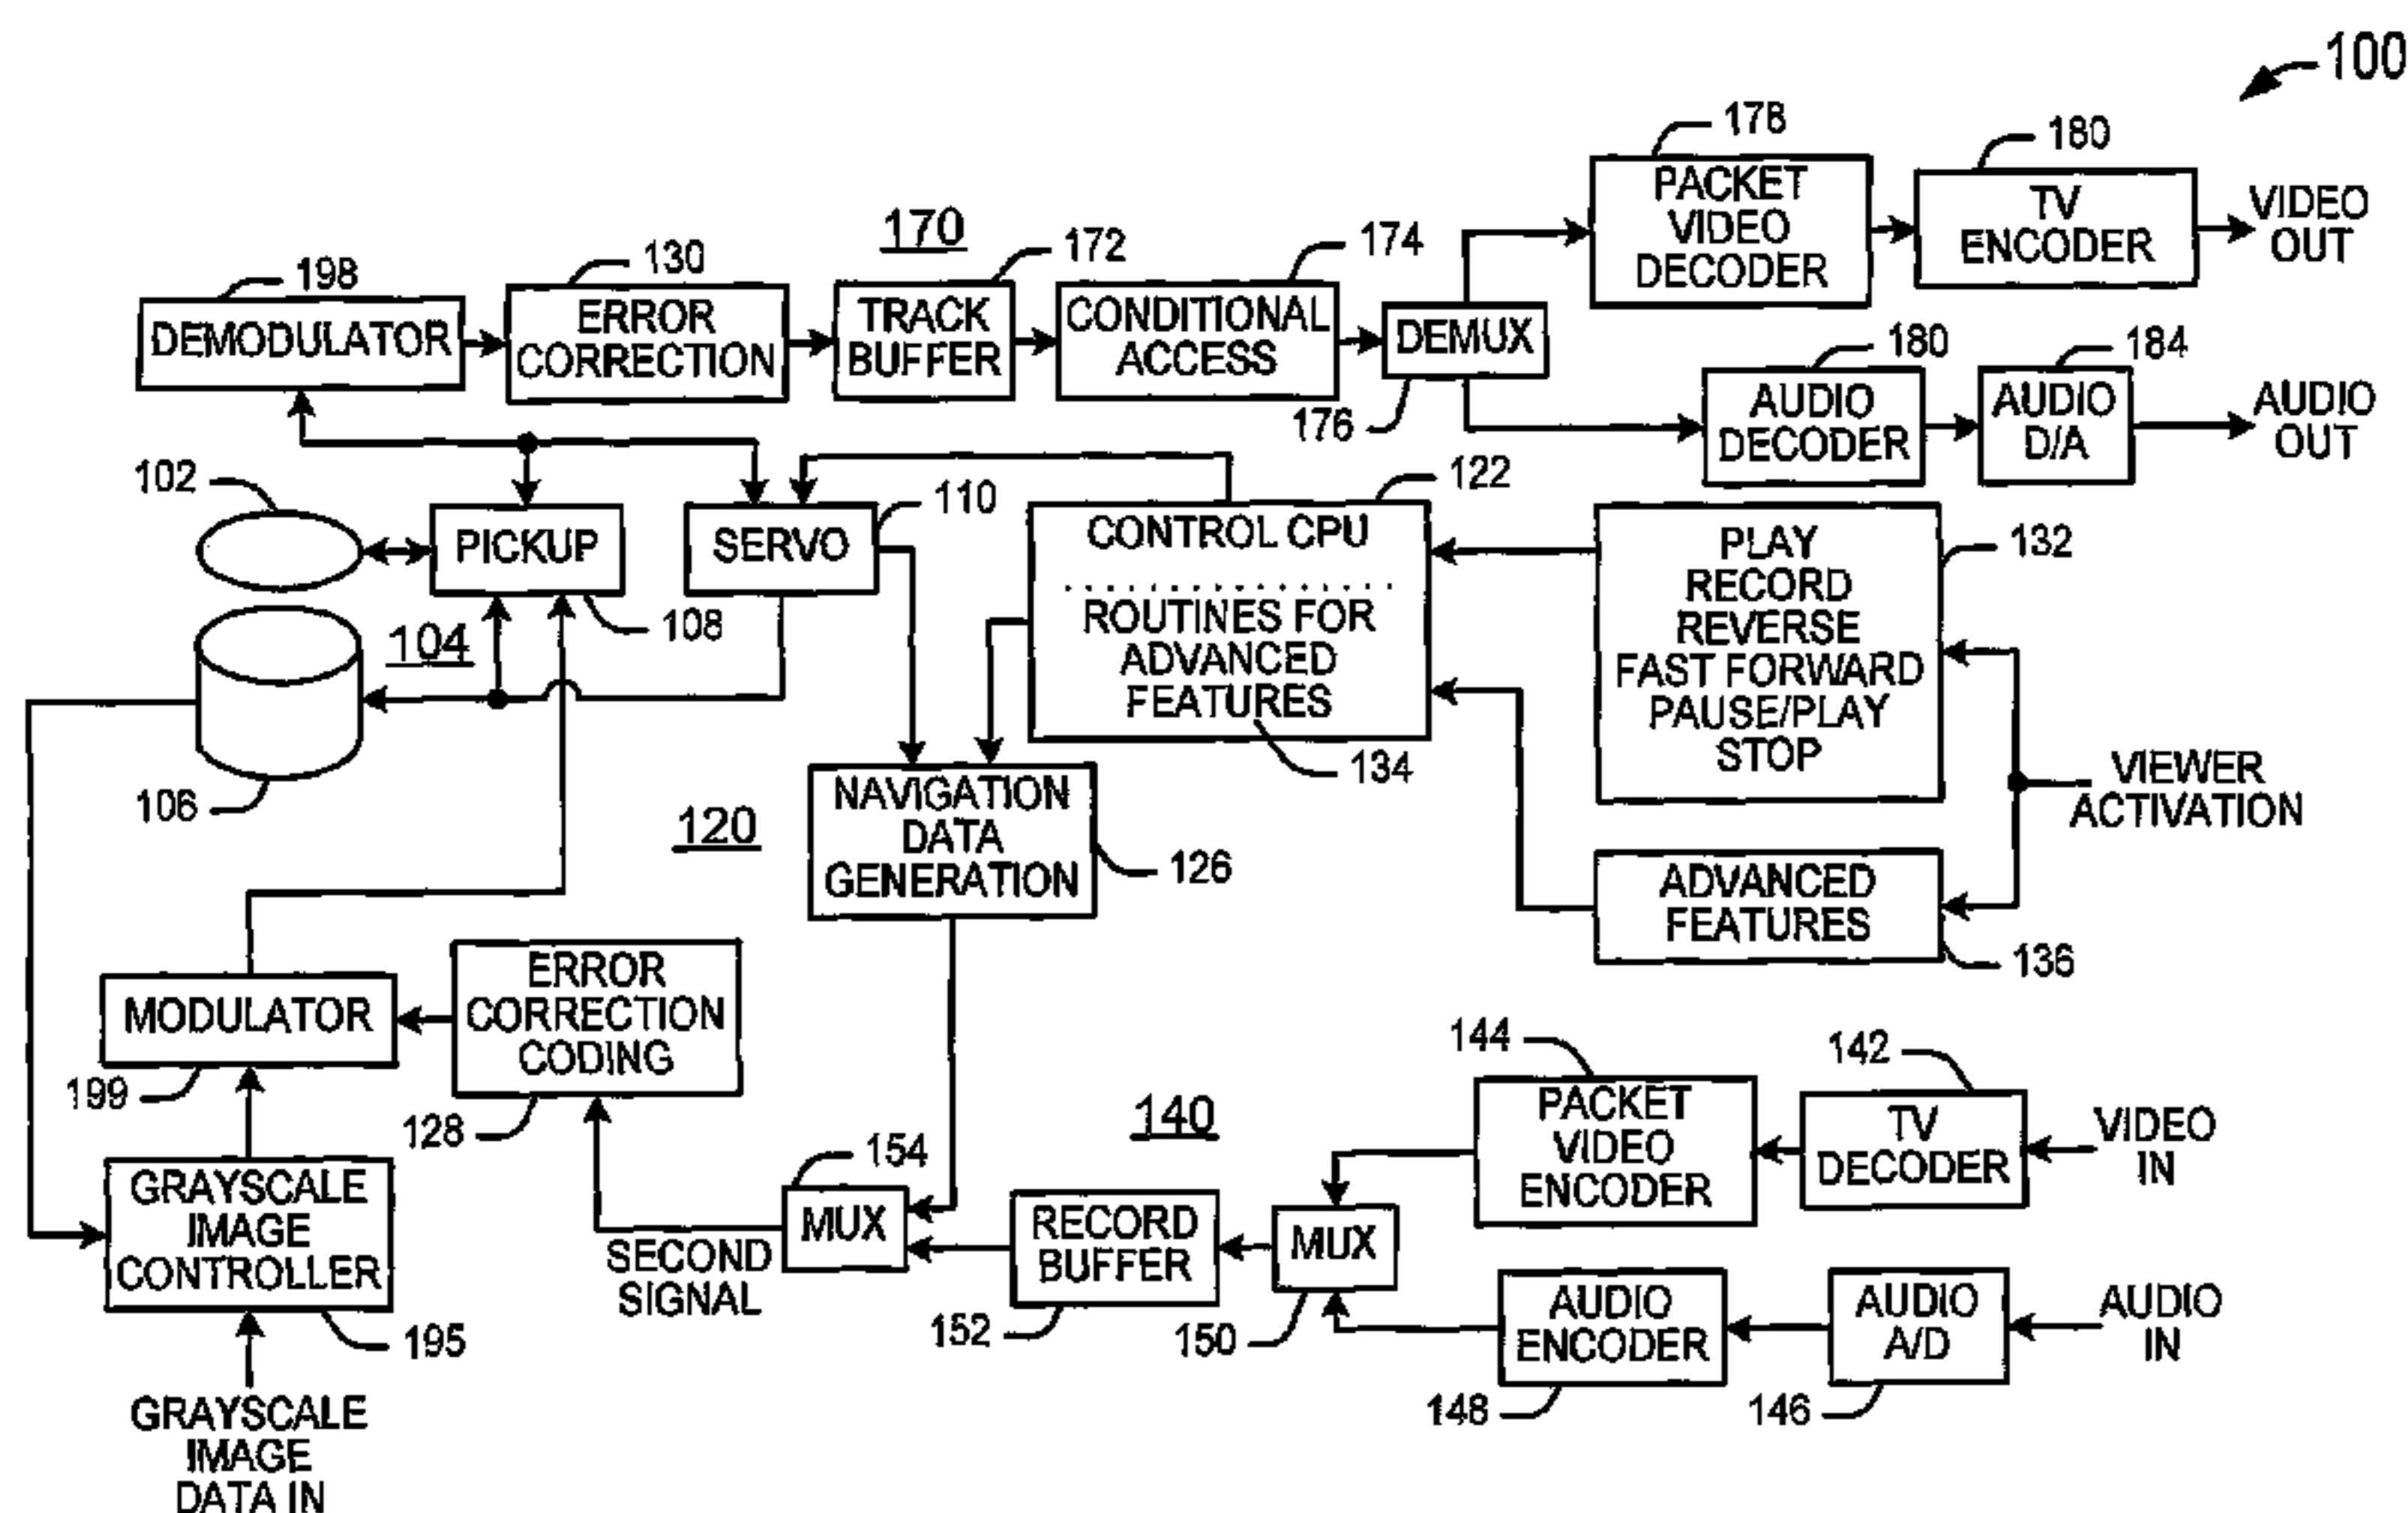 100
178
180
PACKET
VIDEO
DECODER
TV
ENCODER
VIDEO
OUT
170
198
130
172
174
DEMODULATOR
ERROR
CORRECTION
TRACK
BUFFER
CONDITIONAL
ACCESS
DEMUX
176
180
184
AUDIO
DECODER
AUDIO
D/A
AUDIO
OUT
102
PICKUP
108
SERVO
110
122
CONTROL CPU
ROUTINES FOR
ADVANCED
FEATURES
134
PLAY
RECORD
REVERSE
FAST FORWARD
PAUSE/PLAY
STOP
132
104
106
VIEWER
ACTIVATION
120
NAVIGATION
DATA
GENERATION
126
ADVANCED
FEATURES
136
MODULATOR
199
ERROR
CORRECTION
CODING
128
144
142
140
PACKET
VIDEO
ENCODER
TV
DECODER
VIDEO
IN
154
MUX
SECOND
SIGNAL
RECORD
BUFFER
152
MUX
150
GRAYSCALE
IMAGE
CONTROLLER
195
AUDIO
ENCODER
148
AUDIO
A/D
146
AUDIO
IN
GRAYSCALE
IMAGE
DATA IN